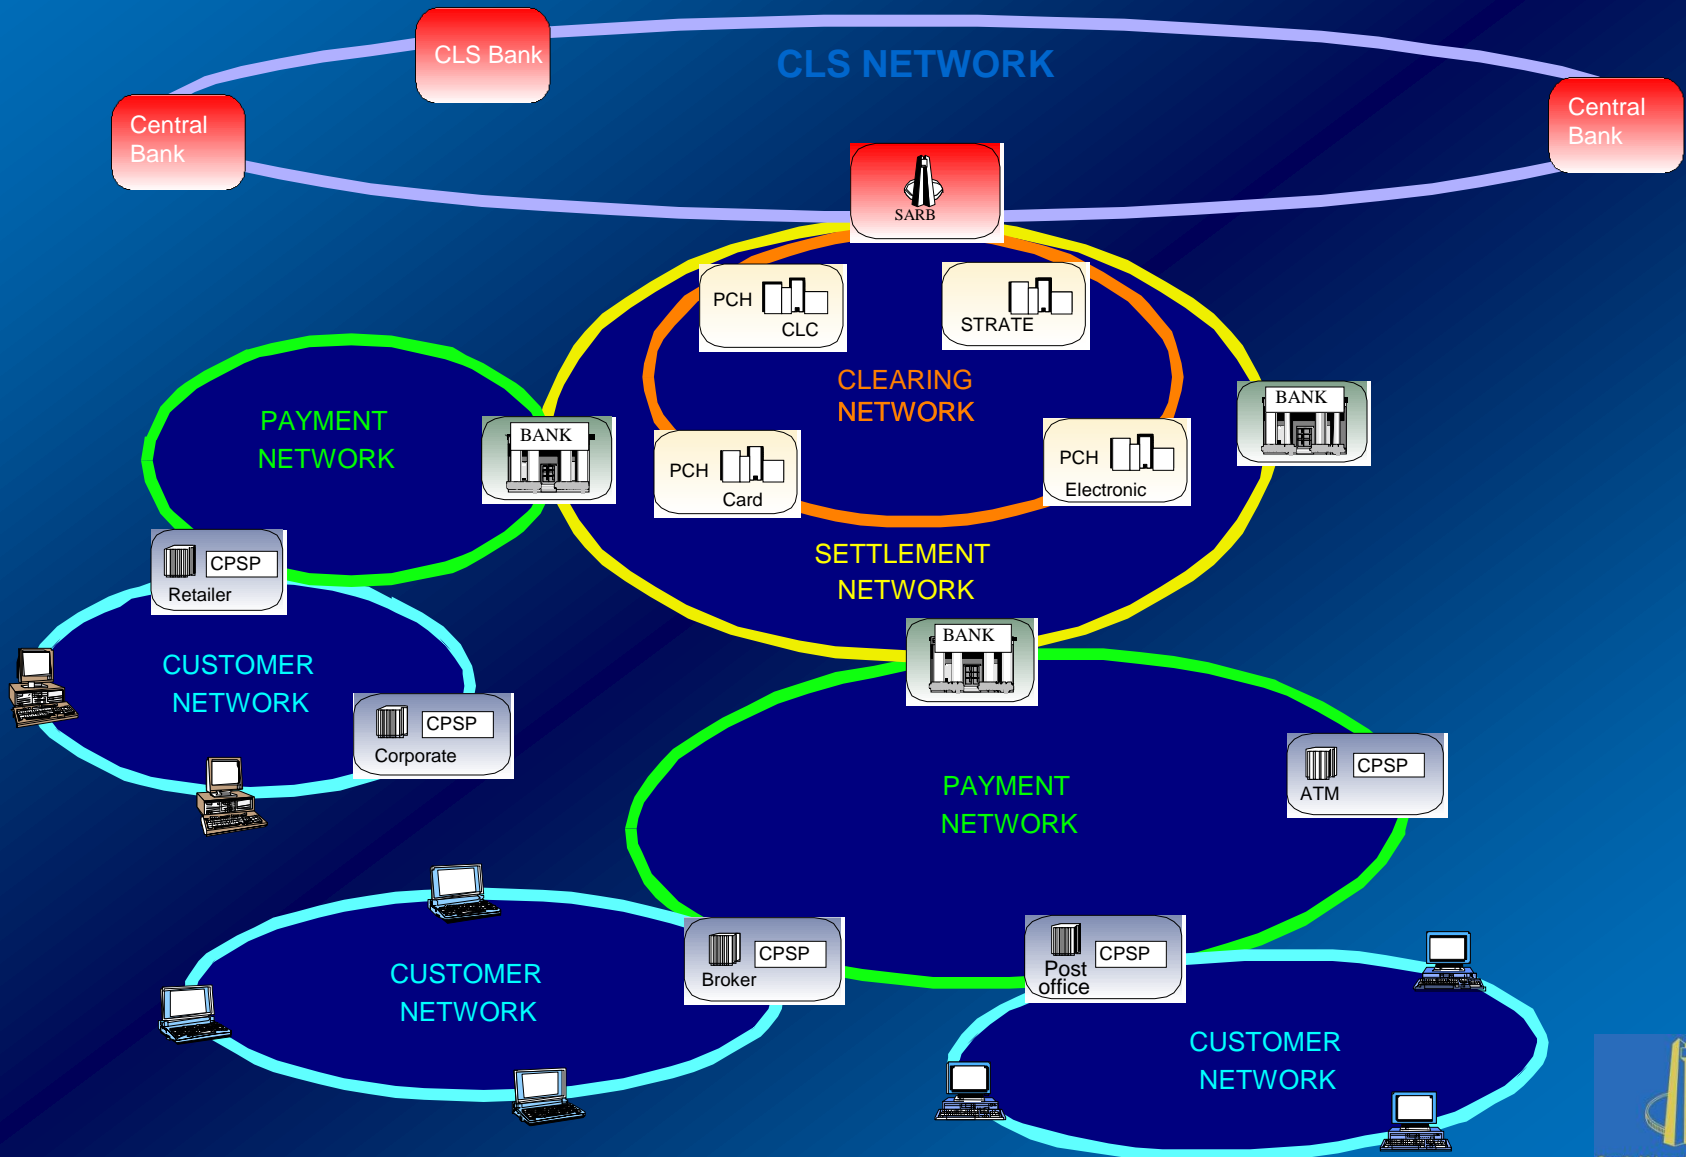 CLS Bank
CLS NETWORK
Central
Bank
Central
Bank
SARB
PCH
CLC
STRATE
CLEARING
NETWORK
PAYMENT
NETWORK
BANK
BANK
PCH
Card
PCH
Electronic
SETTLEMENT
NETWORK
CPSP
Retailer
BANK
CUSTOMER
NETWORK
CPSP
Corporate
PAYMENT
NETWORK
CPSP
ATM
CUSTOMER
NETWORK
CPSP
Broker
CPSP
Post
office
CUSTOMER
NETWORK